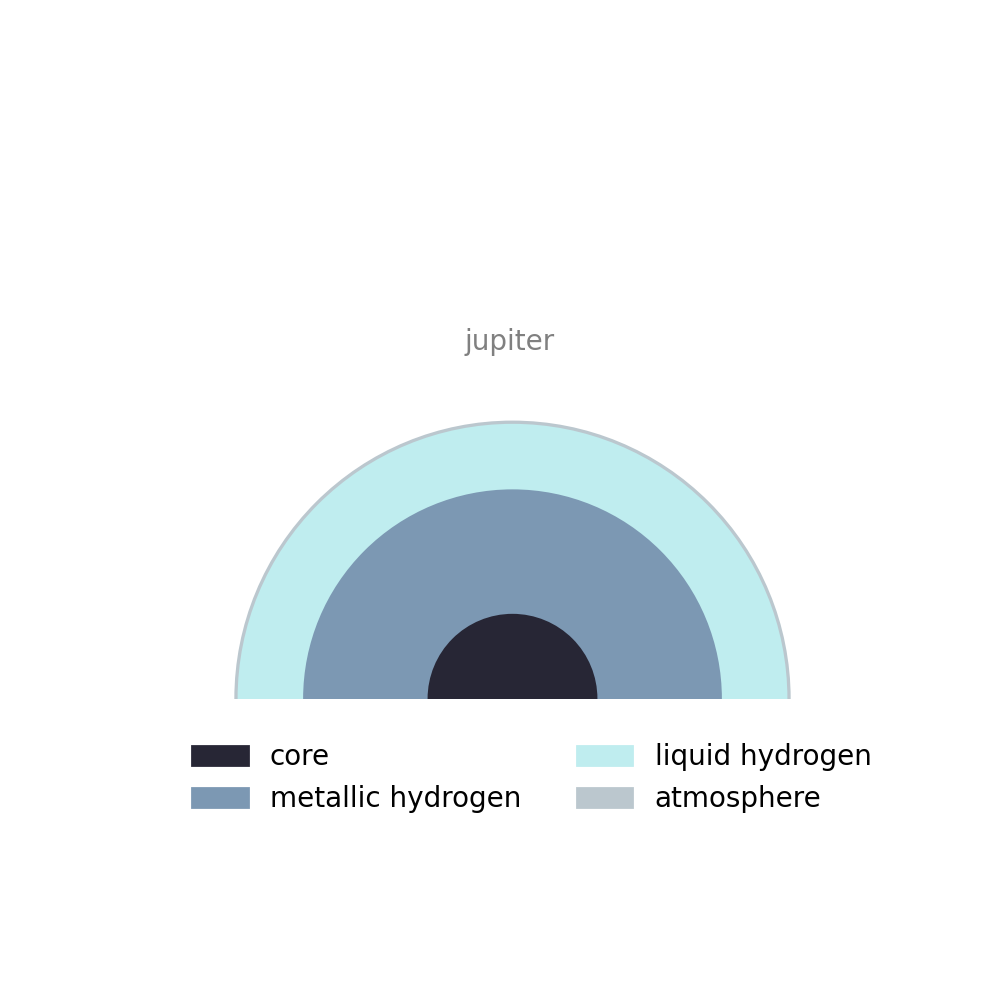 jupiter
core
liquid hydrogen
metallic hydrogen
atmosphere